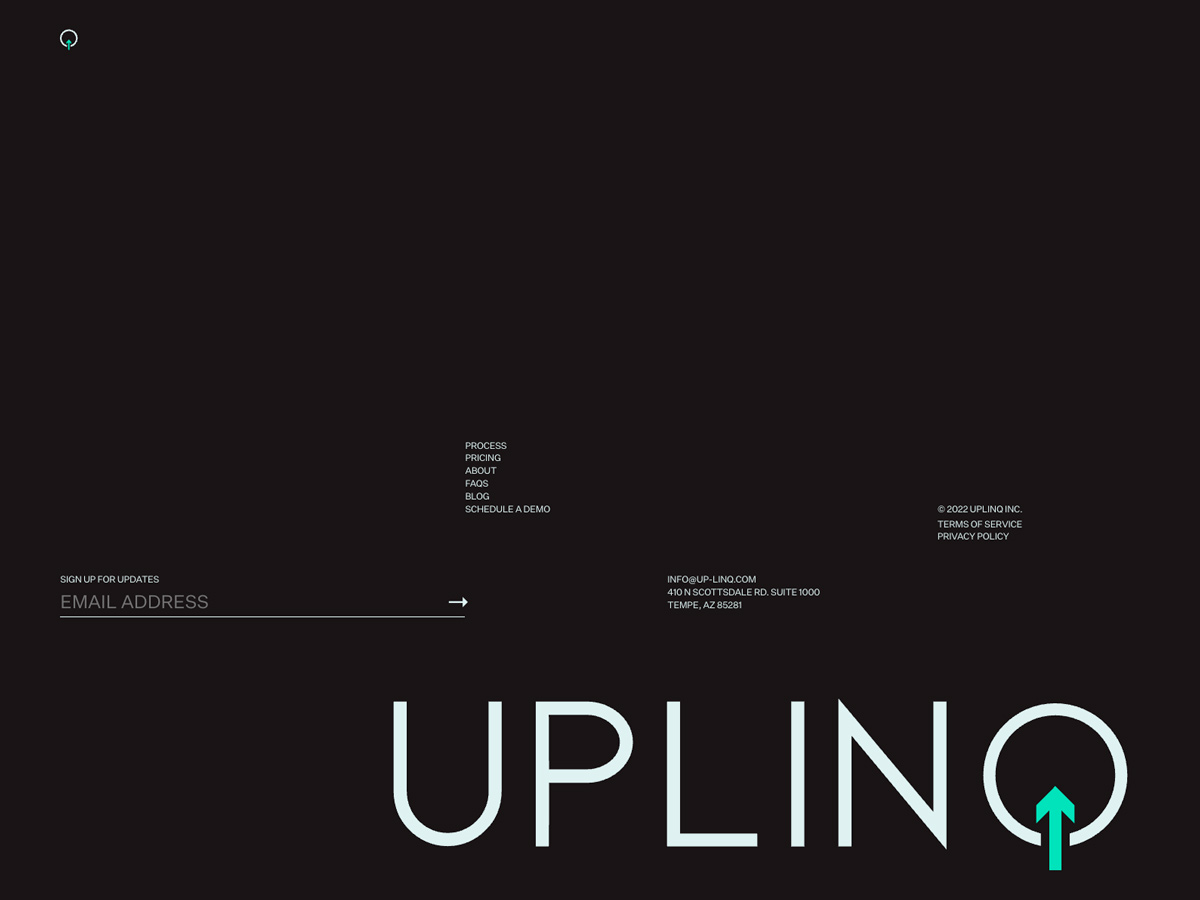 PROCESS
PRICING
ABOUT
FAQS
BLOG
SCHEDULE A DEMO
© 2022 UPLINQ INC.
TERMS OF SERVICE
PRIVACY POLICY
SIGN UP FOR UPDATES
EMAIL ADDRESS
INFO@UP-LINQ.COM
410 N SCOTTSDALE RD. SUITE 1000
TEMPE, AZ 85281
UPLINQ